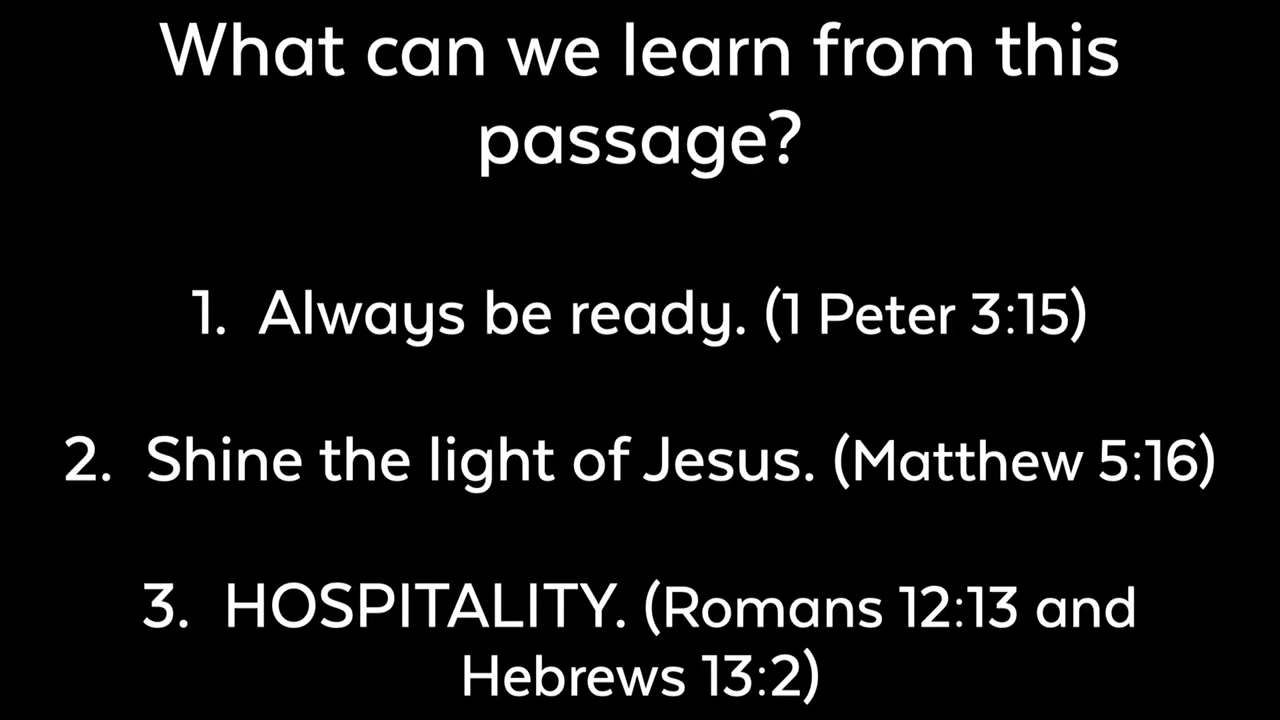 What can we learn from this
passage?
1. Always be ready. (1 Peter 3:15)
2. Shine the light of Jesus. (Matthew 5:16)
3. HOSPITALITY. (Romans 12:13 and
Hebrews 13:2)